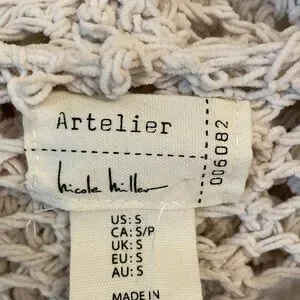 Artelier
nicole miller
006082
US: S
CA: S/P
UK: S
EU: S
AU: S
MADE IN